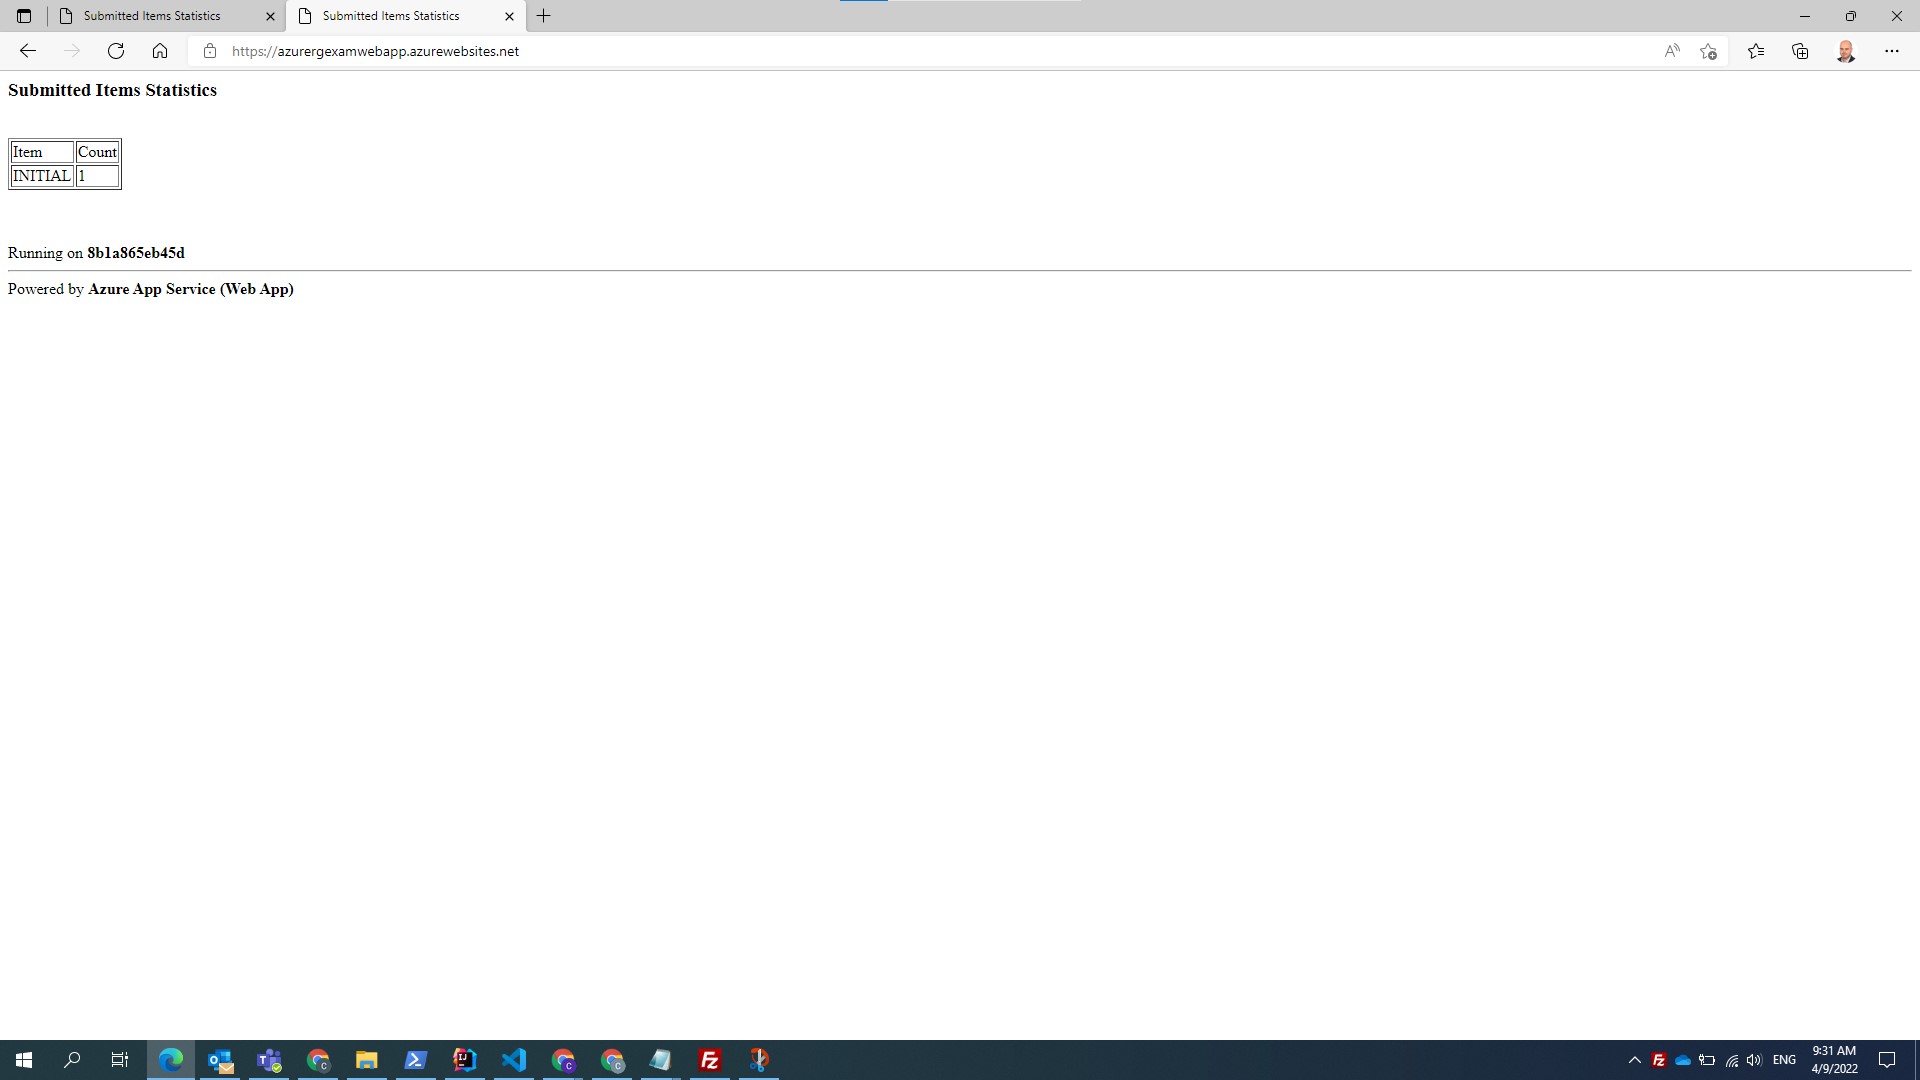 Submitted Items Statistics
Submitted Items Statistics
https://azurergexamwebapp.azurewebsites.net
Submitted Items Statistics
Item Count
INITIAL 1
Running on 8b1a865eb45d
Powered by Azure App Service (Web App)
ENG
9:31 AM
4/9/2022